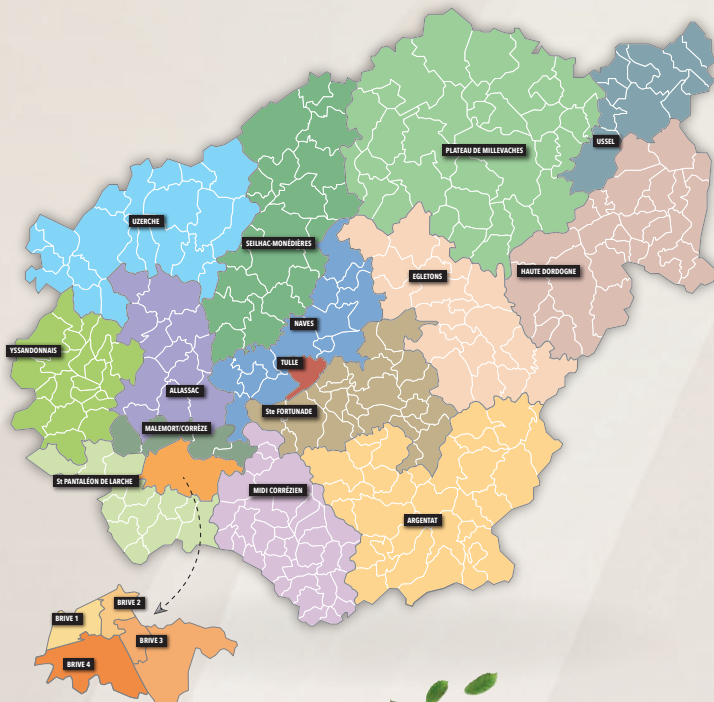 PLATEAU DE MILLEVACHES
USSEL
UZERCHE
SEILHAC-MONÉDIÈRES
EGLETONS
HAUTE DORDOGNE
NAVES
YSSANDONNAIS
TULLE
ALLASSAC
Ste FORTUNADE
MALEMORT/CORRÈZE
St PANTALÉON DE LARCHE
MIDI CORRÉZIEN
ARGENTAT
BRIVE 2
BRIVE 1
BRIVE 3
BRIVE 4